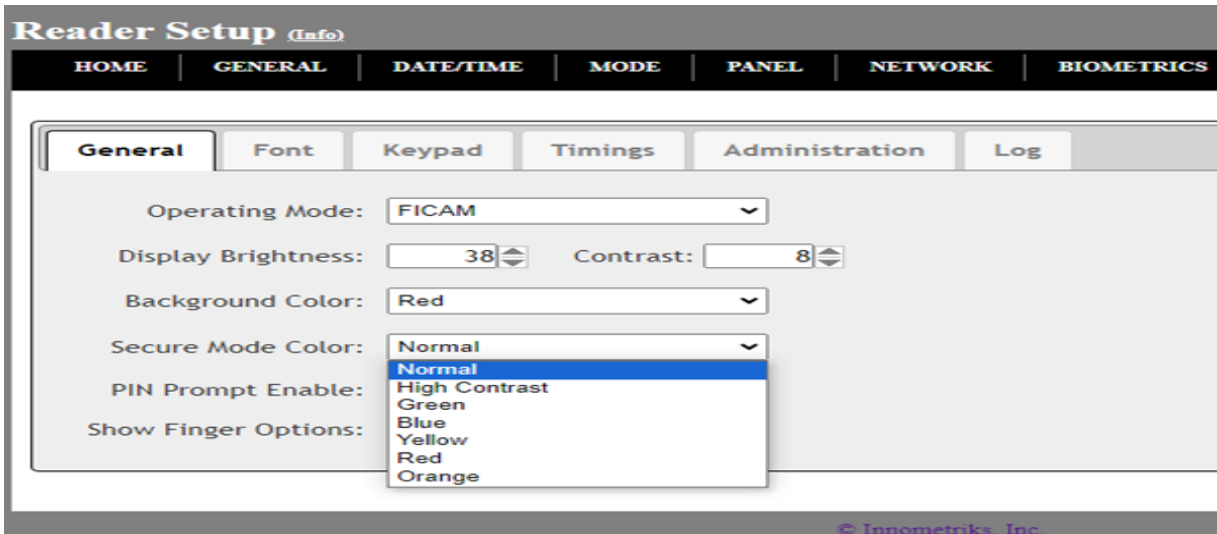 Reader Setup (Info)
HOME GENERAL DATE/TIME MODE PANEL NETWORK BIOMETRICS
General Font Keypad Timings Administration Log
Operating Mode: FICAM
Display Brightness: 38 Contrast: 8
Background Color: Red
Secure Mode Color: Normal
Normal
PIN Prompt Enable: High Contrast
Green
Show Finger Options: Blue
Yellow
Red
Orange
© Innometriks, Inc.